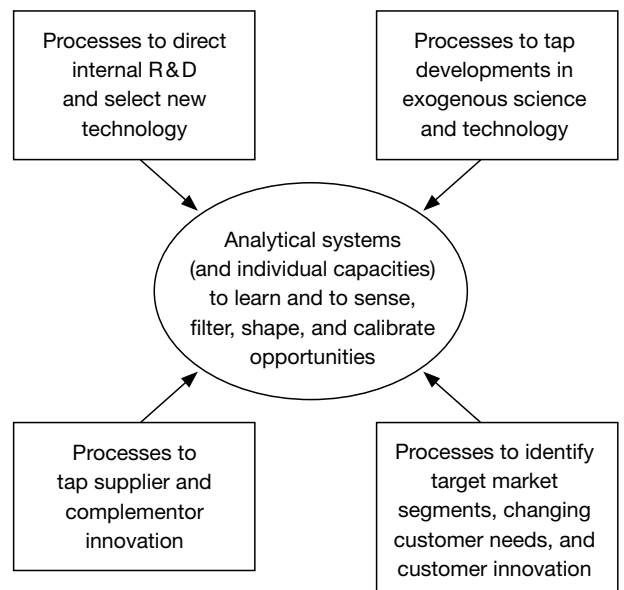 Processes to direct
internal R&D
and select new
technology
Processes to tap
developments in
exogenous science
and technology
Analytical systems
(and individual capacities)
to learn and to sense,
filter, shape, and calibrate
opportunities
Processes to
tap supplier and
complementor
innovation
Processes to identify
target market
segments, changing
customer needs, and
customer innovation